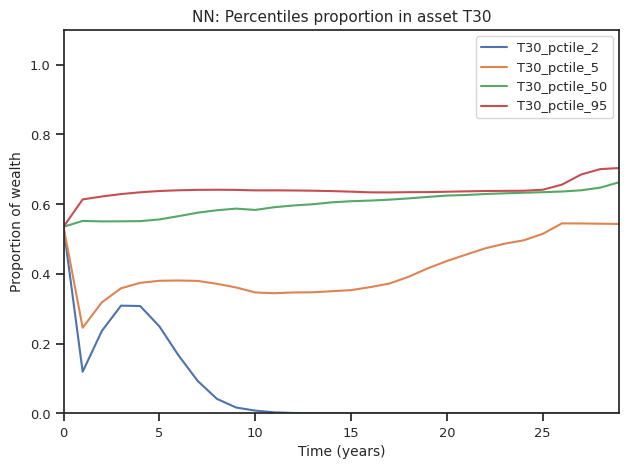 NN: Percentiles proportion in asset T30
T30_pctile_2
T30_pctile_5
T30_pctile_50
T30_pctile_95
Proportion of wealth
1.0
0.8
0.6
0.4
0.2
0.0
0 5 10 15 20 25
Time (years)